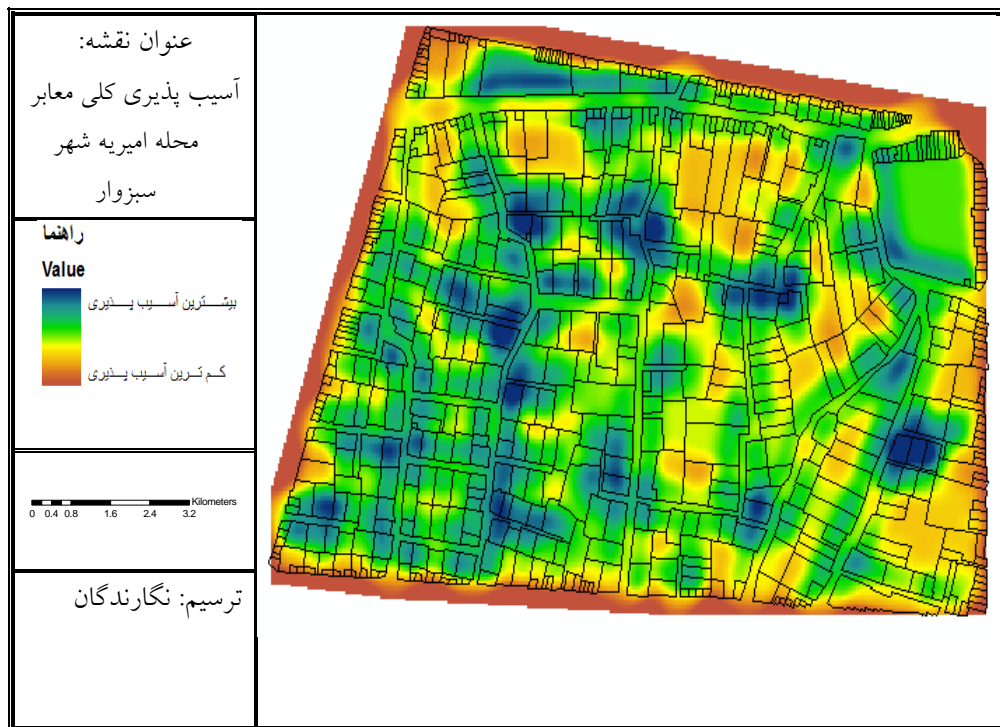 عنوان نقشه:
آسیب پذیری کلی معابر
محله امیریه شهر
سبزوار
راهنما
Value
بیشترین آسیب پذیری
کم ترین آسیب پذیری
Kilometers
0 0.4 0.8 1.6 2.4 3.2
ترسیم: نگارندگان